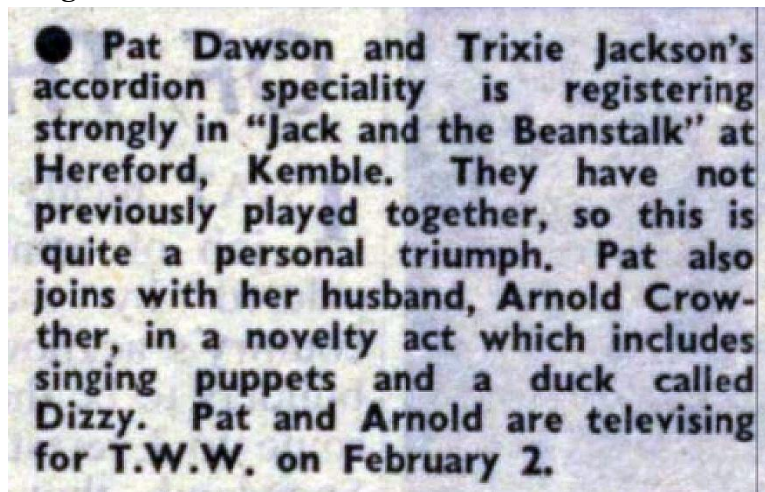 ● Pat Dawson and Trixie Jackson's
accordion speciality is registering
strongly in “Jack and the Beanstalk” at
Hereford, Kemble. They have not
previously played together, so this is
quite a personal triumph. Pat also
joins with her husband, Arnold Crow-
ther, in a novelty act which includes
singing puppets and a duck called
Dizzy. Pat and Arnold are televising
for T.W.W. on February 2.